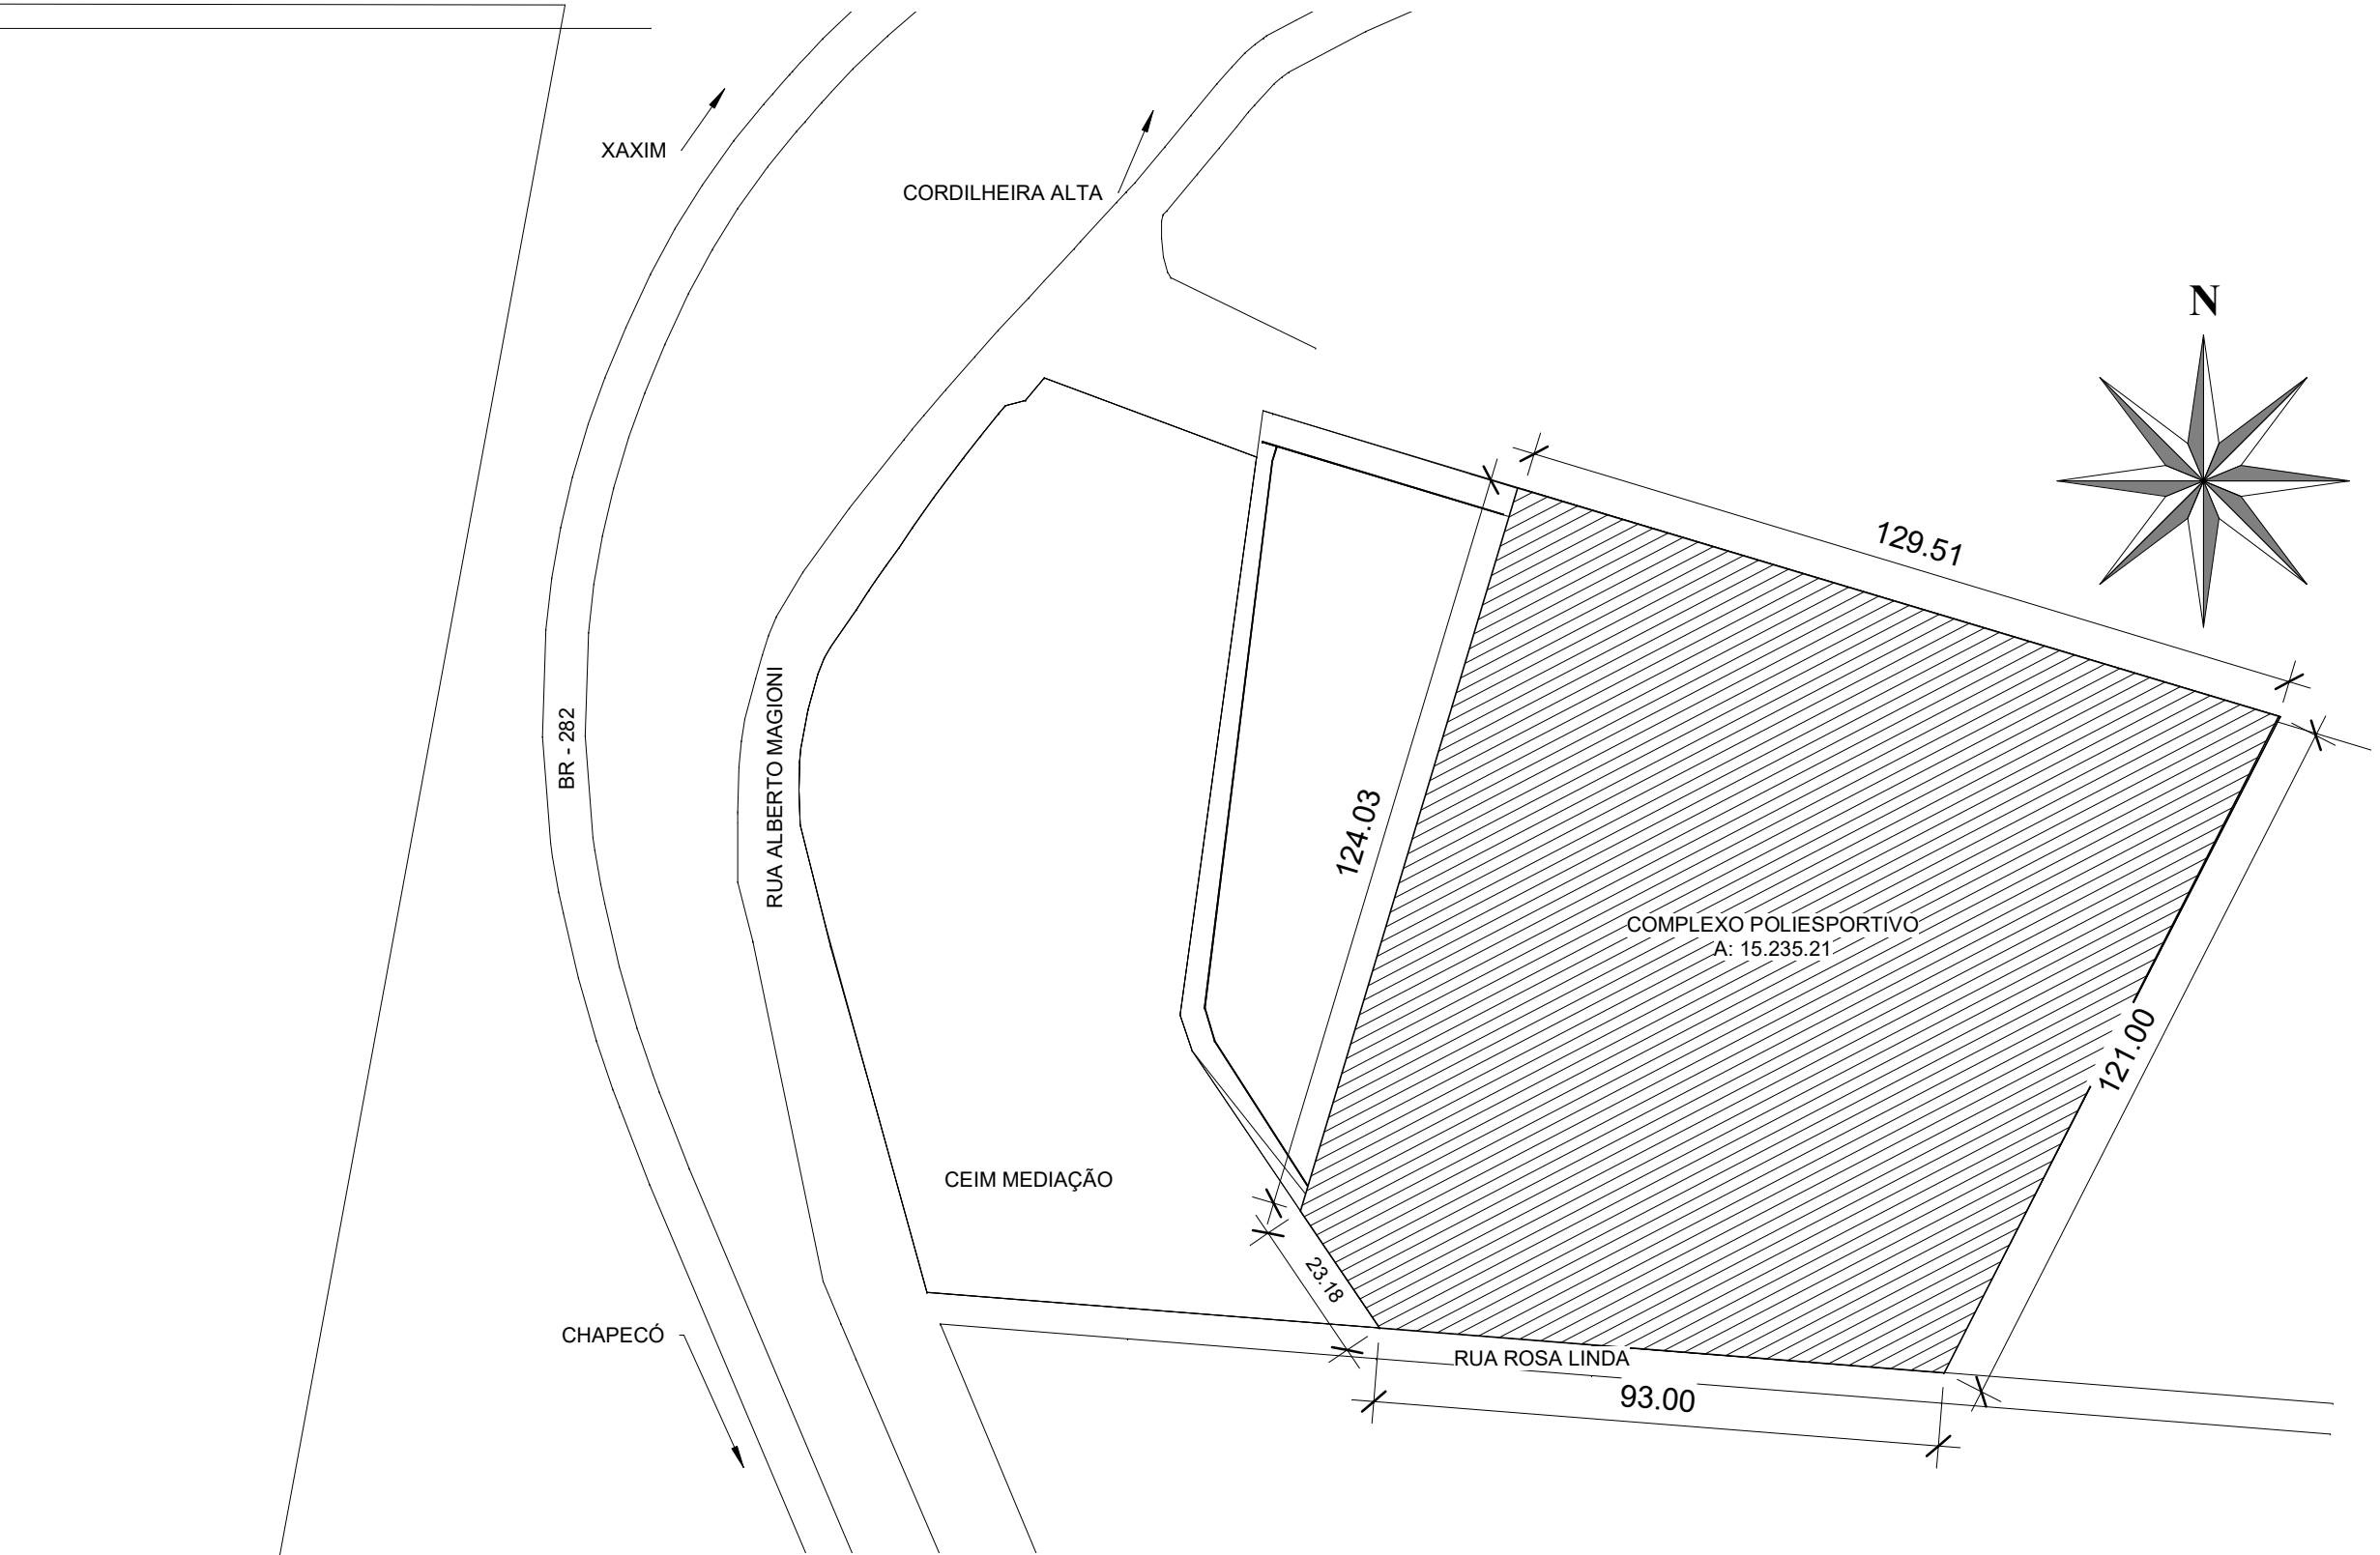 XAXIM
CORDILHEIRA ALTA
N
129.51
BR - 282
RUA ALBERTO MAGIONI
124.03
COMPLEXO POLIESPORTIVO
A: 15.235.21
121.00
CEIM MEDIAÇÃO
23.18
CHAPECÓ
RUA ROSA LINDA
93.00